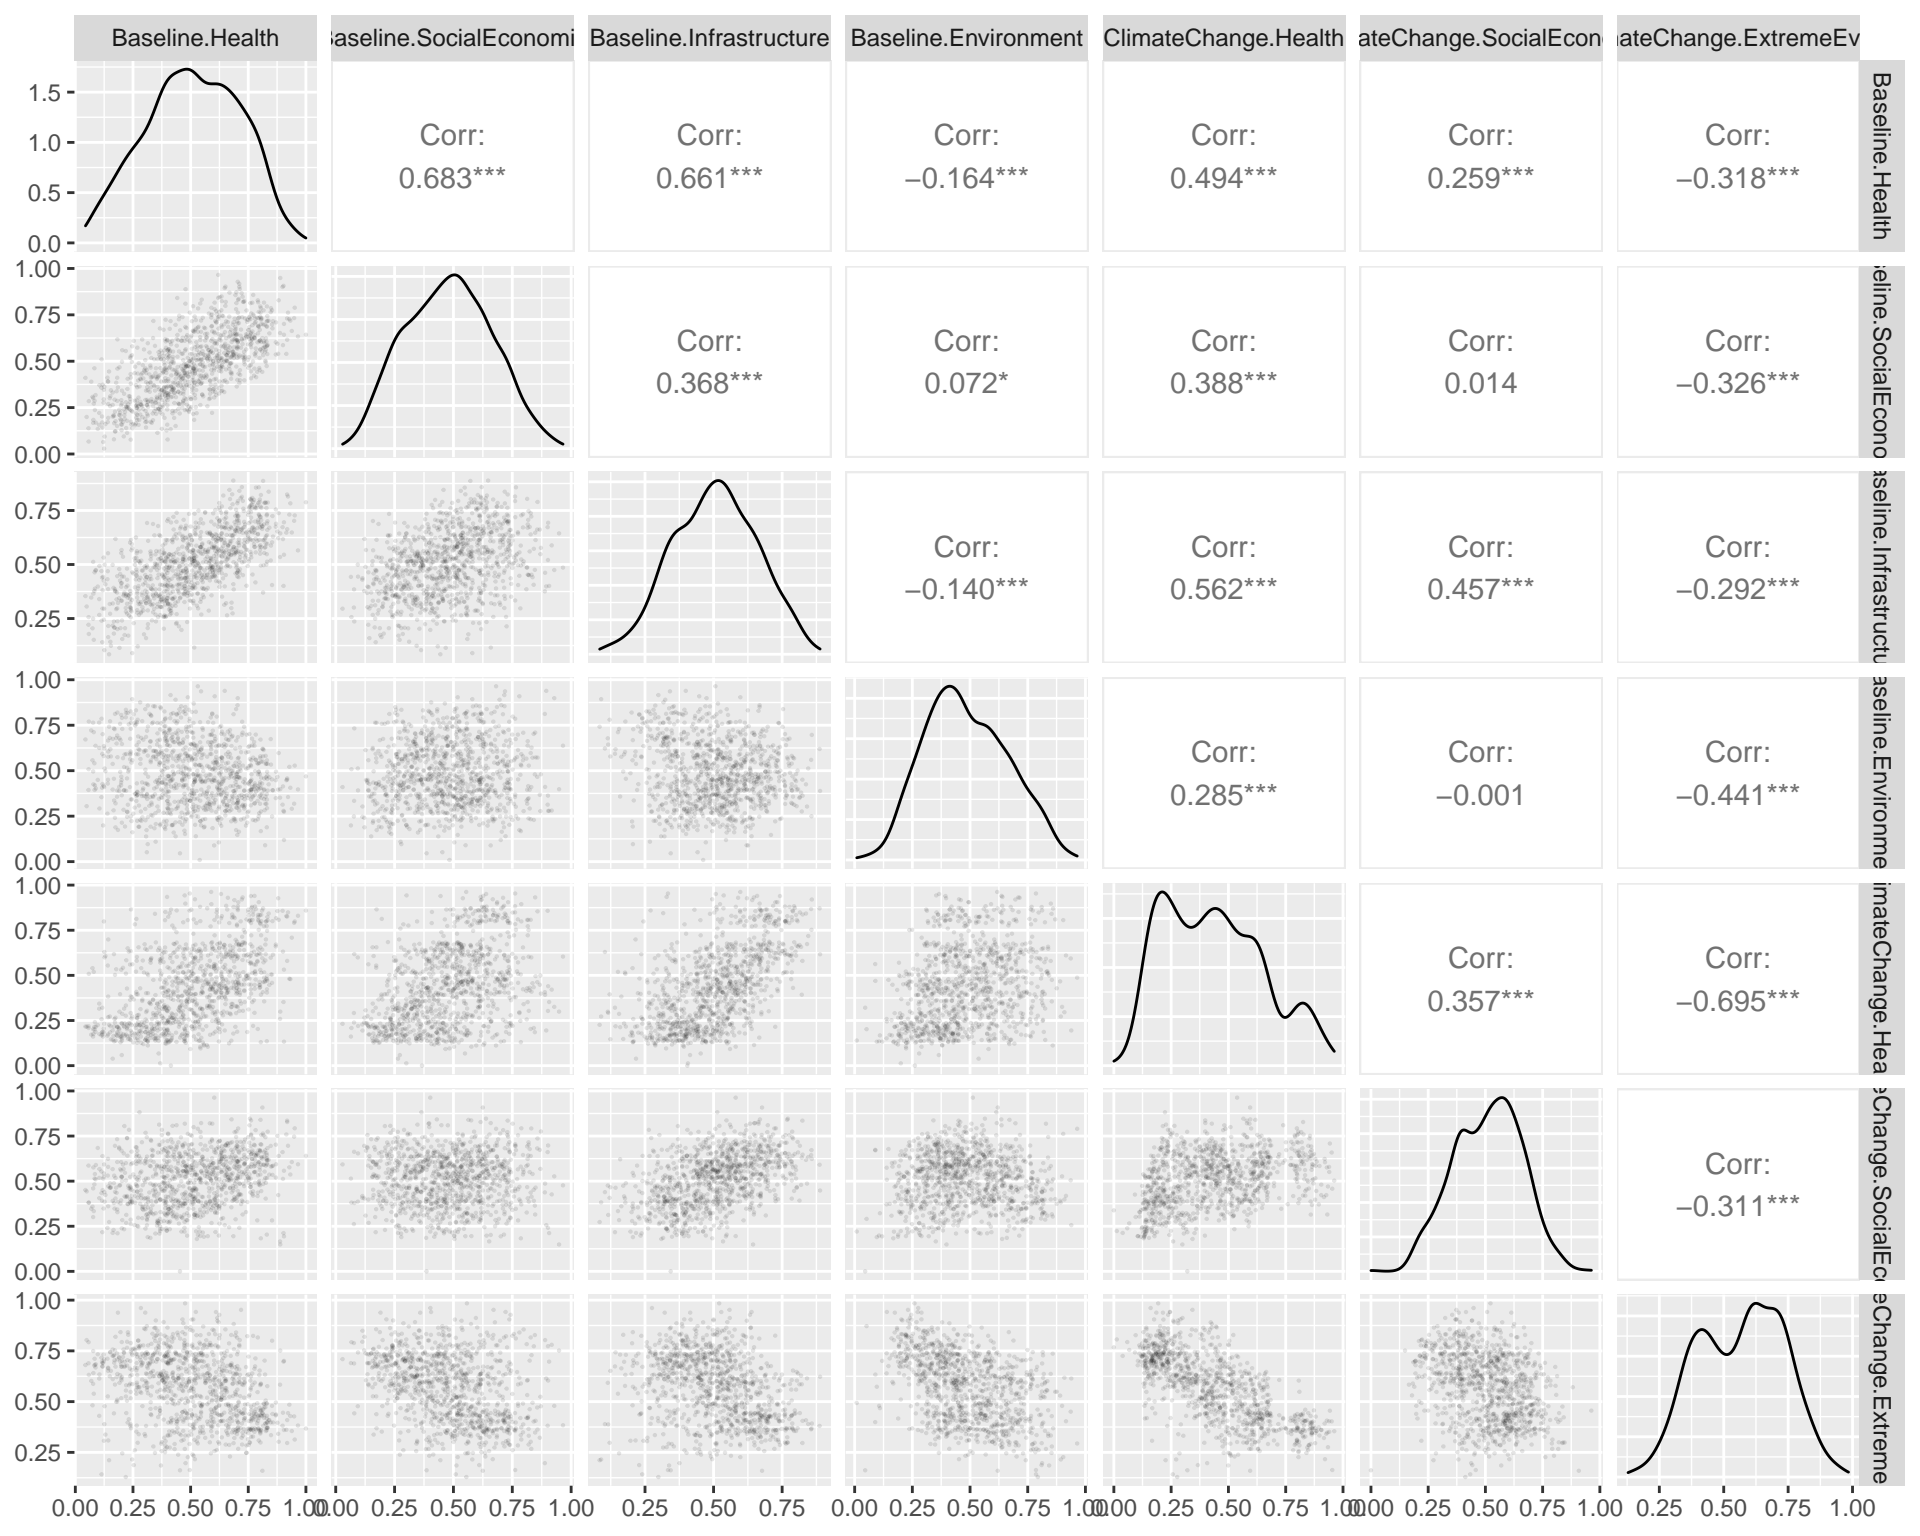 Baseline.Health
Baseline.SocialEconomi
Baseline.Infrastructure
Baseline.Environment
ClimateChange.Health
ateChange.SocialEcon
ateChange.ExtremeEv
1.5
1.0
0.5
0.0
Corr:
0.683***
Corr:
0.661***
Corr:
−0.164***
Corr:
0.494***
Corr:
0.259***
Corr:
−0.318***
Baseline.Health
1.00
0.75
0.50
0.25
0.00
Corr:
0.368***
Corr:
0.072*
Corr:
0.388***
Corr:
0.014
Corr:
−0.326***
eline.SocialEcono
0.75
0.50
0.25
Corr:
−0.140***
Corr:
0.562***
Corr:
0.457***
Corr:
−0.292***
aseline.Infrastructu
1.00
0.75
0.50
0.25
0.00
Corr:
0.285***
Corr:
−0.001
Corr:
−0.441***
aseline.Environme
1.00
0.75
0.50
0.25
0.00
Corr:
0.357***
Corr:
−0.695***
imateChange.Hea
1.00
0.75
0.50
0.25
0.00
Corr:
−0.311***
eChange.SocialEco
1.00
0.75
0.50
0.25
eChange.Extreme
0.00 0.25 0.50 0.75 1.00
0.00 0.25 0.50 0.75 1.00
0.25 0.50 0.75
0.00 0.25 0.50 0.75 1.00
0.00 0.25 0.50 0.75 1.00
0.00 0.25 0.50 0.75 1.00
0.25 0.50 0.75 1.00